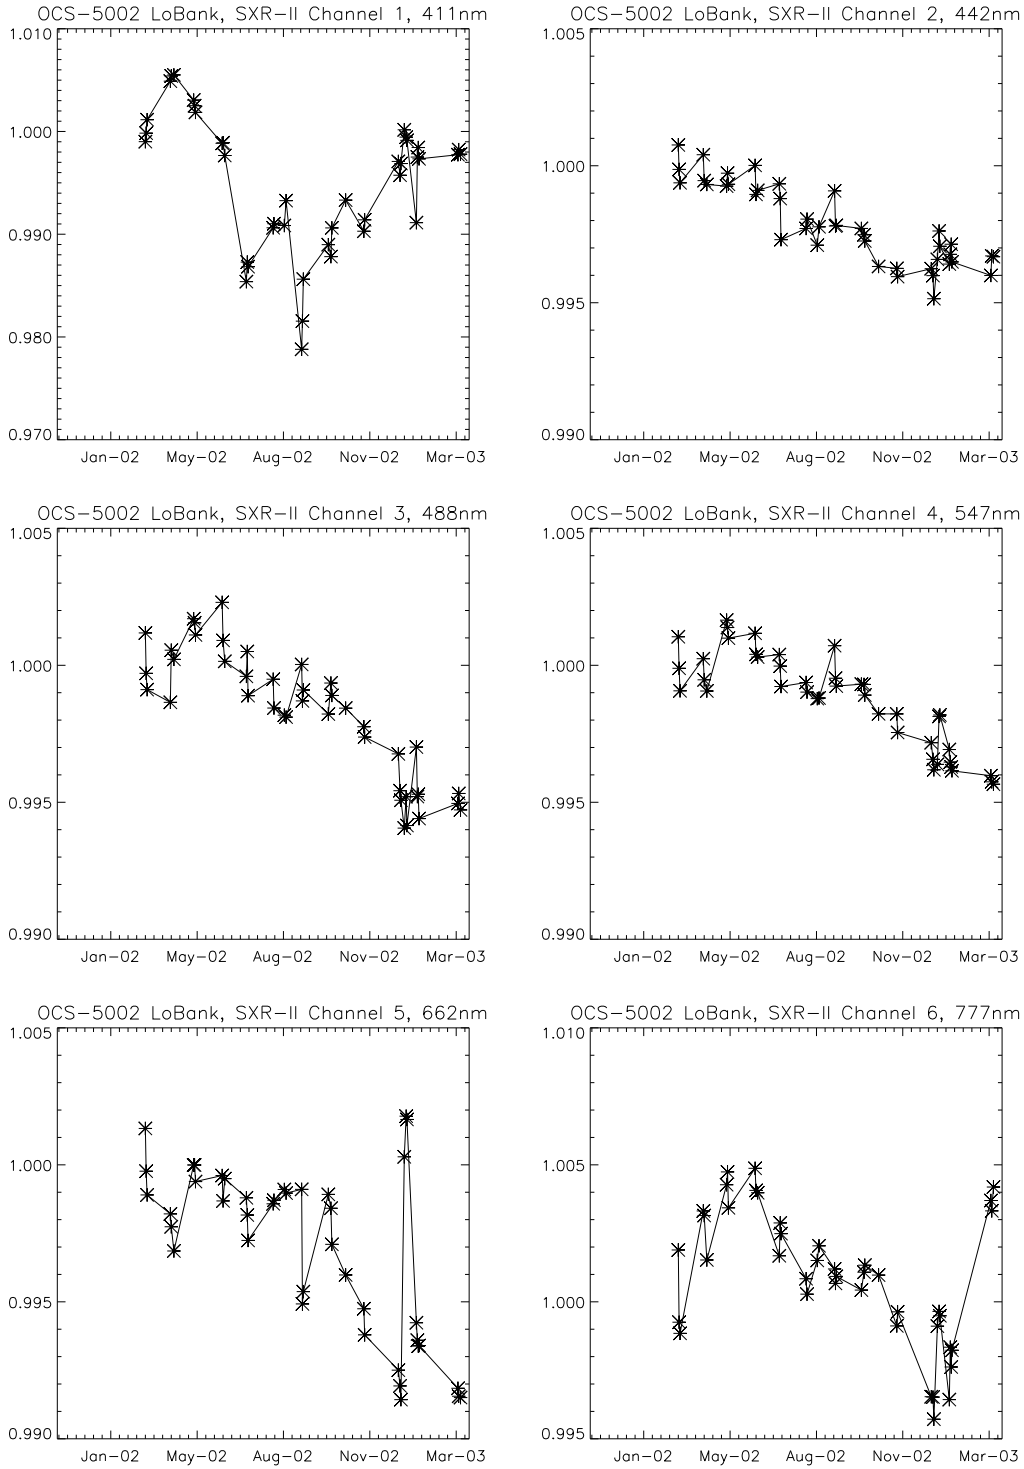 OCS-5002 LoBank, SXR-II Channel 1, 411nm
1.010
1.000
0.990
0.980
0.970
Jan-02 May-02 Aug-02 Nov-02 Mar-03
OCS-5002 LoBank, SXR-II Channel 2, 442nm
1.005
1.000
0.995
0.990
Jan-02 May-02 Aug-02 Nov-02 Mar-03
OCS-5002 LoBank, SXR-II Channel 3, 488nm
1.005
1.000
0.995
0.990
Jan-02 May-02 Aug-02 Nov-02 Mar-03
OCS-5002 LoBank, SXR-II Channel 4, 547nm
1.005
1.000
0.995
0.990
Jan-02 May-02 Aug-02 Nov-02 Mar-03
OCS-5002 LoBank, SXR-II Channel 5, 662nm
1.005
1.000
0.995
0.990
Jan-02 May-02 Aug-02 Nov-02 Mar-03
OCS-5002 LoBank, SXR-II Channel 6, 777nm
1.010
1.005
1.000
0.995
Jan-02 May-02 Aug-02 Nov-02 Mar-03